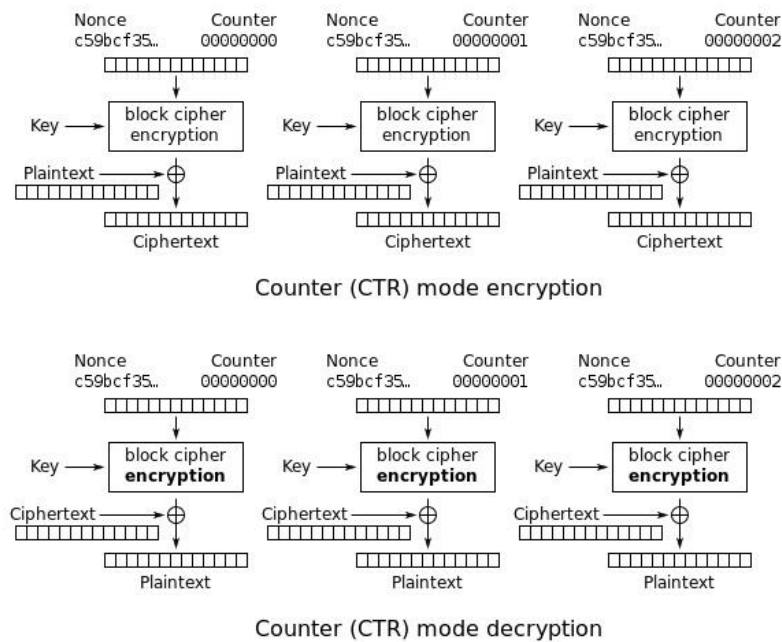 Nonce Counter Nonce Counter Nonce Counter
c59bcf35… 00000000 c59bcf35… 00000001 c59bcf35… 00000002
block cipher block cipher block cipher
Key encryption Key encryption Key encryption
Plaintext Plaintext Plaintext
Ciphertext Ciphertext Ciphertext
Counter (CTR) mode encryption
Nonce Counter Nonce Counter Nonce Counter
c59bcf35… 00000000 c59bcf35… 00000001 c59bcf35… 00000002
block cipher block cipher block cipher
Key encryption Key encryption Key encryption
Ciphertext Ciphertext Ciphertext
Plaintext Plaintext Plaintext
Counter (CTR) mode decryption